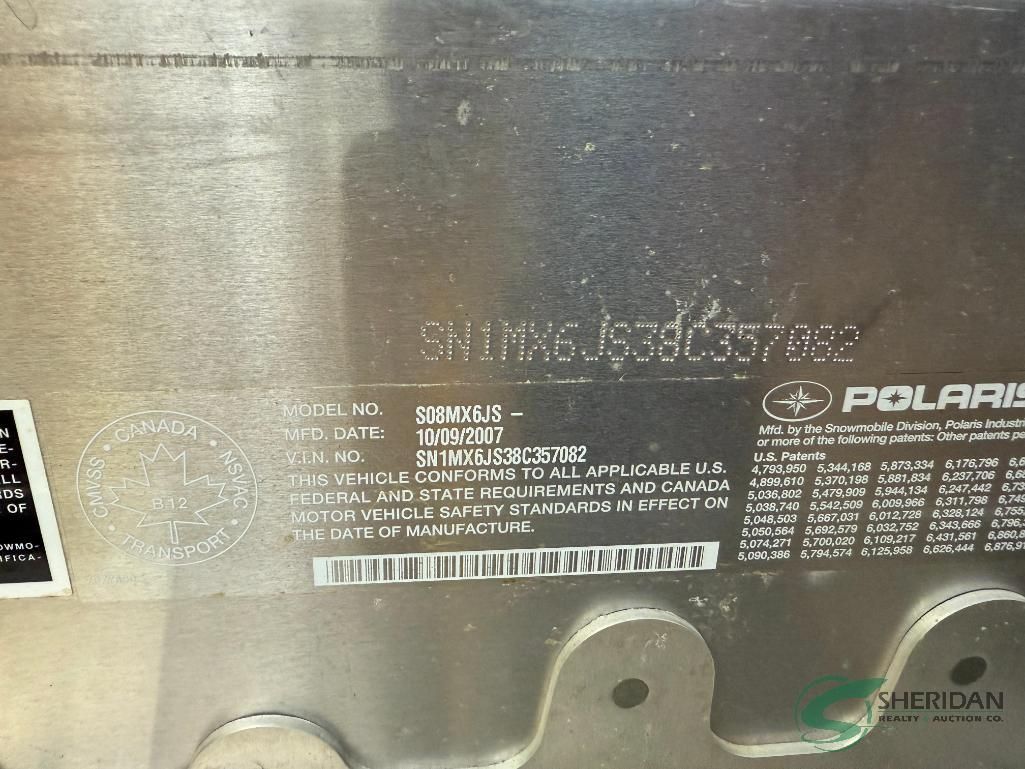 SN1MX6JS38C357082
MODEL NO. S08MX6JS -
MFD. DATE: 10/09/2007
V.I.N. NO. SN1MX6JS38C357082
THIS VEHICLE CONFORMS TO ALL APPLICABLE U.S.
FEDERAL AND STATE REQUIREMENTS AND CANADA
MOTOR VEHICLE SAFETY STANDARDS IN EFFECT ON
THE DATE OF MANUFACTURE.
CANADA
CMVSS
NSVAC
B12
TRANSPORT
POLARIS
Mfd. by the Snowmobile Division, Polaris
or more of the following patents: Other patents
U.S. Patents
4,793,950 5,344,168 5,873,334 6,176,796
4,899,610 5,370,198 5,881,834 6,237,706
5,036,802 5,479,909 5,944,134 6,247,442
5,038,740 5,542,509 6,009,966 6,311,798
5,048,503 5,667,031 6,012,728 6,328,124
5,050,564 5,692,579 6,032,752 6,343,666
5,074,271 5,700,020 6,109,217 6,431,561
5,090,386 5,794,574 6,125,958 6,626,444
OF
SHERIDAN
REALTY & AUCTION CO.